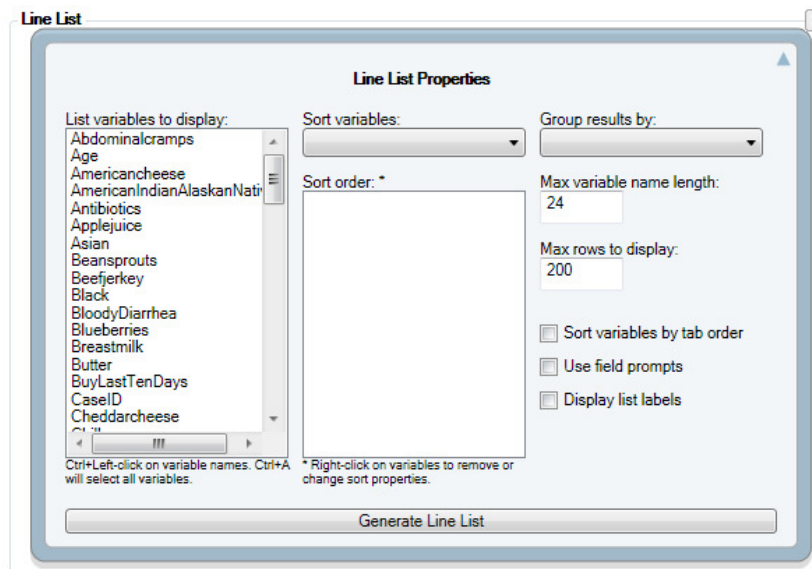 Line List
Line List Properties
List variables to display:
Abdominalcramps
Age
Americancheese
AmericanIndianAlaskanNati
Antibiotics
Applejuice
Asian
Beansprouts
Beefjerkey
Black
BloodyDiarrhea
Blueberries
Breastmilk
Butter
BuyLastTenDays
CaseID
Cheddarcheese
Ctrl+Left-click on variable names. Ctrl+A
will select all variables.
Sort variables:
Sort order: *
* Right-click on variables to remove or
change sort properties.
Group results by:
Max variable name length:
24
Max rows to display:
200
Sort variables by tab order
Use field prompts
Display list labels
Generate Line List